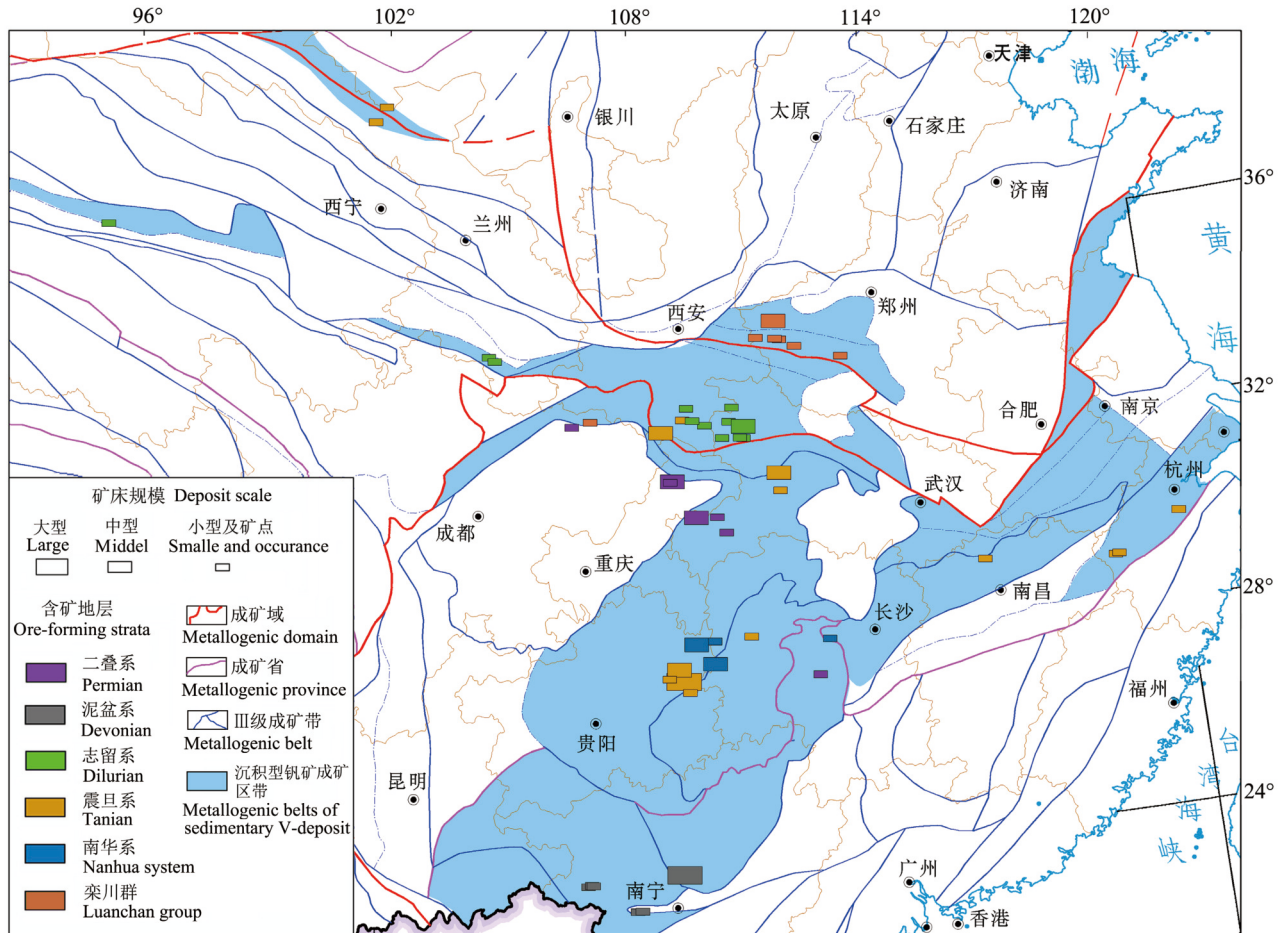 96° 102° 108° 114° 120°
天津
渤海
银川
太原
石家庄
济南
36°
西宁
兰州
黄海
西安
郑州
32°
合肥
南京
杭州
武汉
成都
重庆
南昌
28°
长沙
福州
贵阳
昆明
台湾海峡
24°
南宁
广州
香港
矿床规模 Deposit scale
大型 中型 小型及矿点
Large Middel Smalle and occurance
含矿地层
Ore-forming strata
二叠系
Permian
泥盆系
Devonian
志留系
Dilurian
震旦系
Tanian
南华系
Nanhua system
栾川群
Luanchan group
成矿域
Metallogenic domain
成矿省
Metallogenic province
III级成矿带
Metallogenic belt
沉积型钒矿成矿
区带
Metallogenic belts of
sedimentary V-deposit